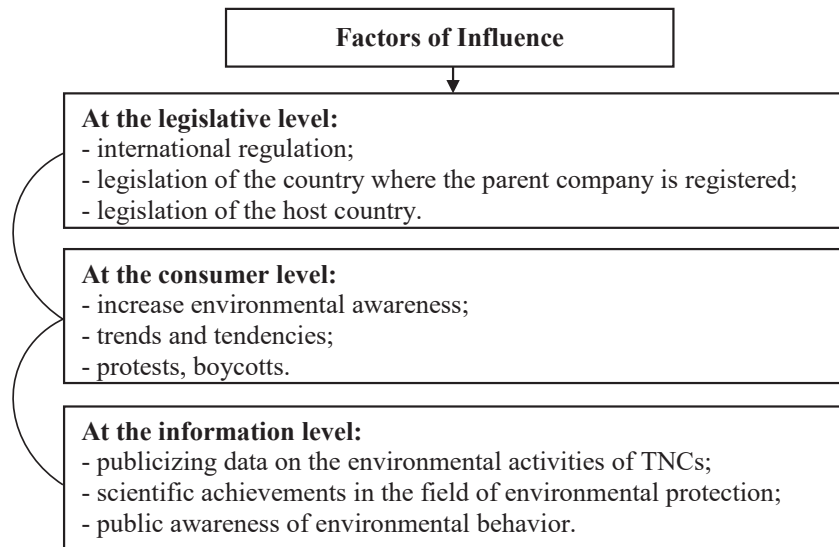 Factors of Influence
At the legislative level:
- international regulation;
- legislation of the country where the parent company is registered;
- legislation of the host country.
At the consumer level:
- increase environmental awareness;
- trends and tendencies;
- protests, boycotts.
At the information level:
- publicizing data on the environmental activities of TNCs;
- scientific achievements in the field of environmental protection;
- public awareness of environmental behavior.